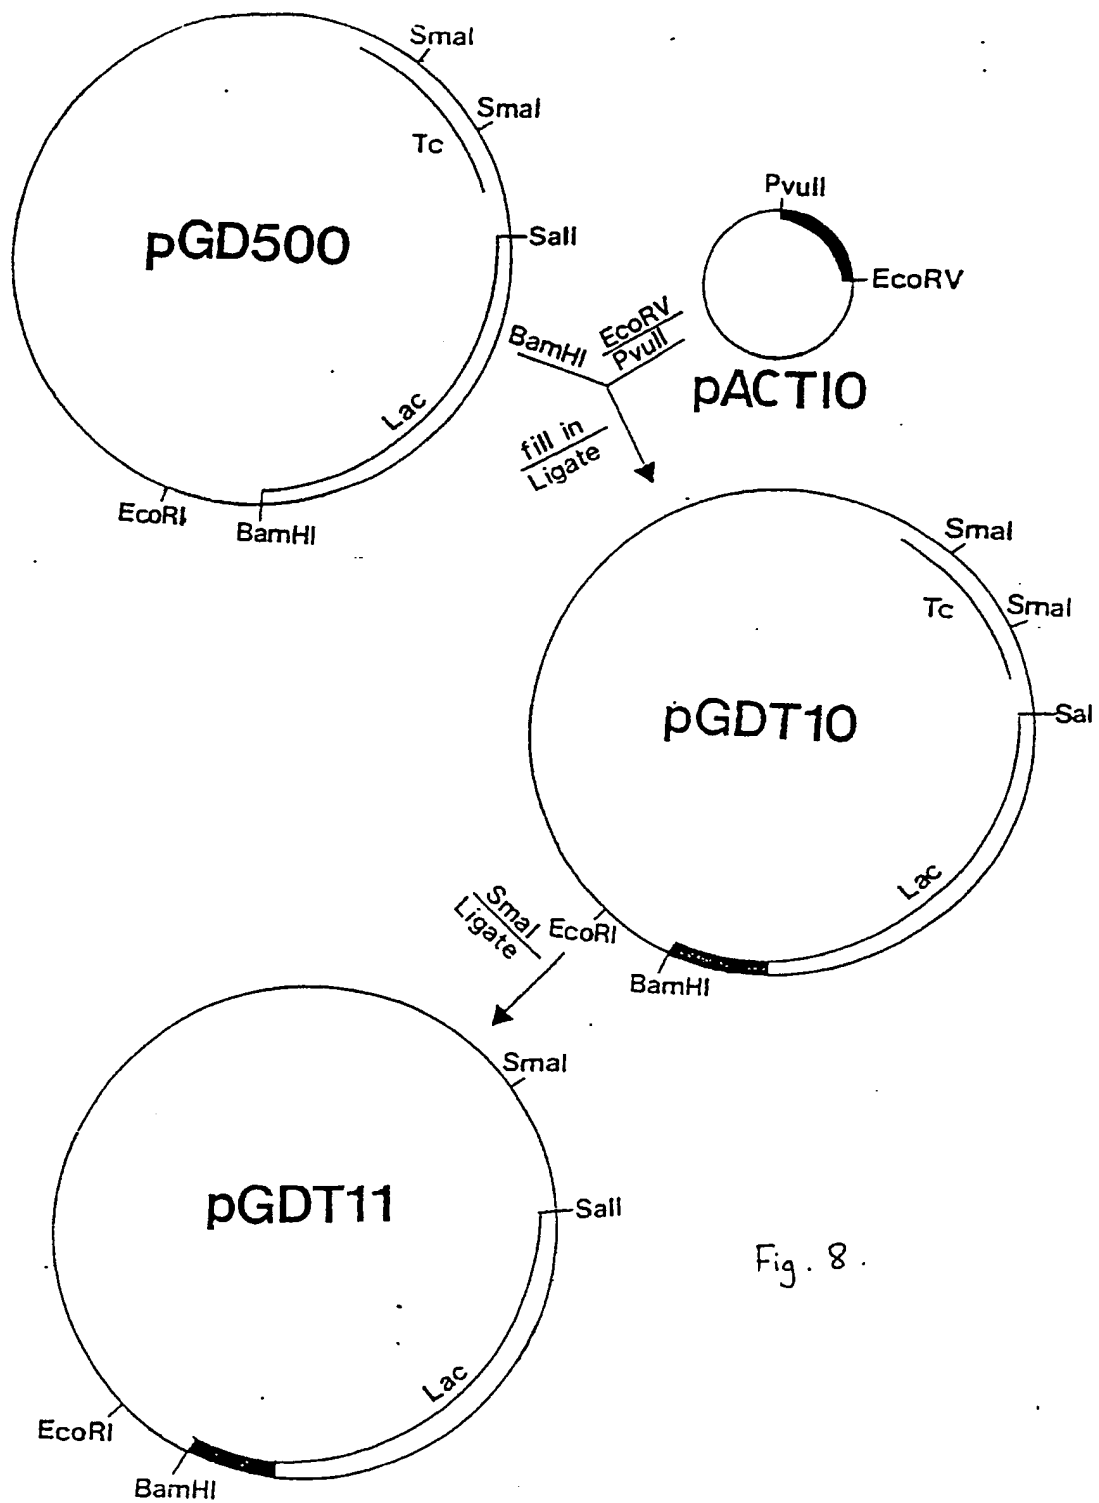 SmaI
SmaI
Tc
pGD500
SalI
Lac
EcoRI
BamHI
PvuII
EcoRV
pACT10
BamHI
EcoRV
PvuII
fill in
Ligate
SmaI
Tc
SmaI
pGDT10
Sal
Lac
EcoRI
BamHI
SmaI
Ligate
SmaI
pGDT11
SalI
Lac
EcoRI
BamHI
Fig. 8.